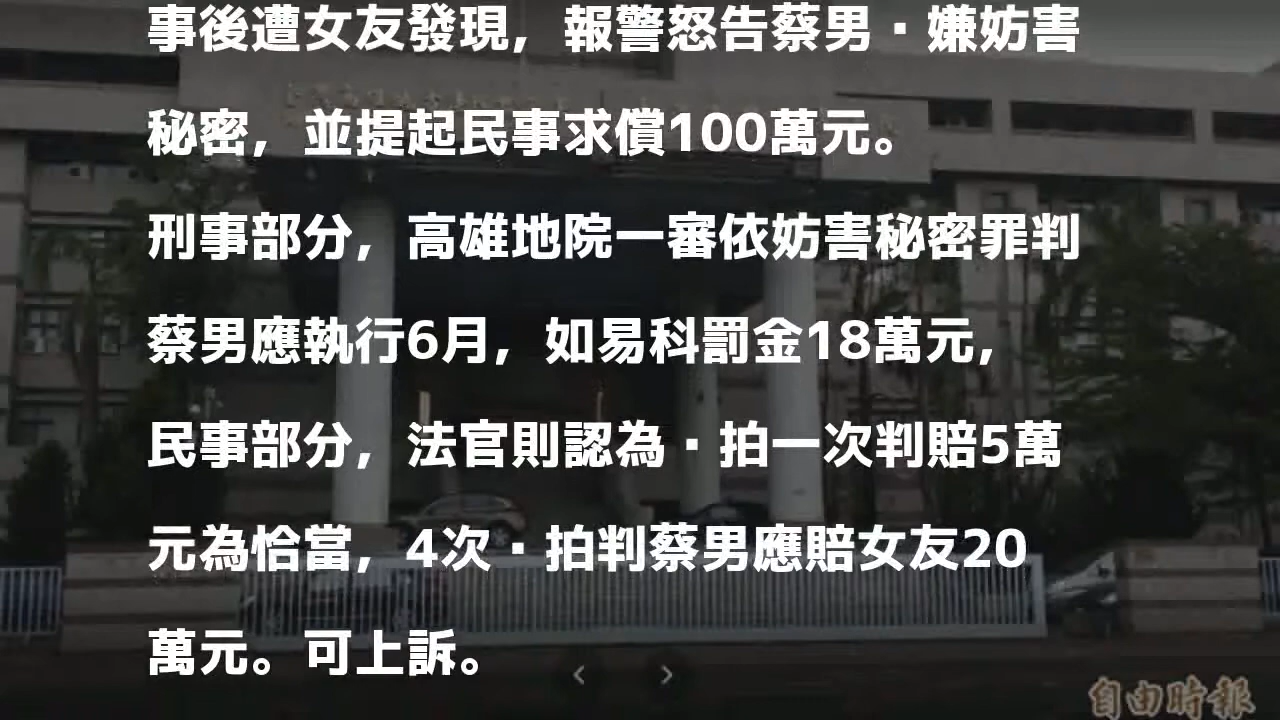 事後遭女友發現，報警怒告蔡男·嫌妨害
秘密，並提起民事求償100萬元。
刑事部分，高雄地院一審依妨害秘密罪判
蔡男應執行6月，如易科罰金18萬元，
民事部分，法官則認為·拍一次判賠5萬
元為恰當，4次·拍判蔡男應賠女友20
萬元。可上訴。
自由時報